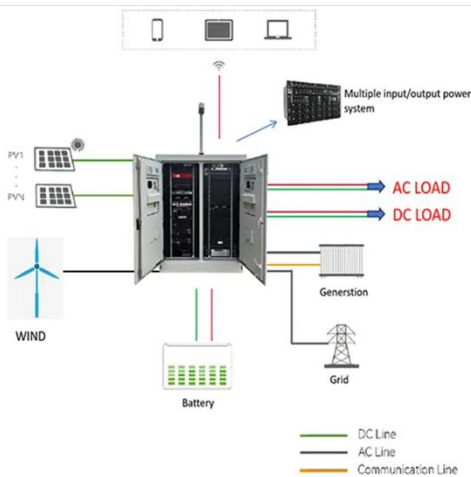 Multiple input/output power
system
PV1
PVN
AC LOAD
DC LOAD
WIND
Generstion
Grid
Battery
DC Line
AC Line
Communication Line